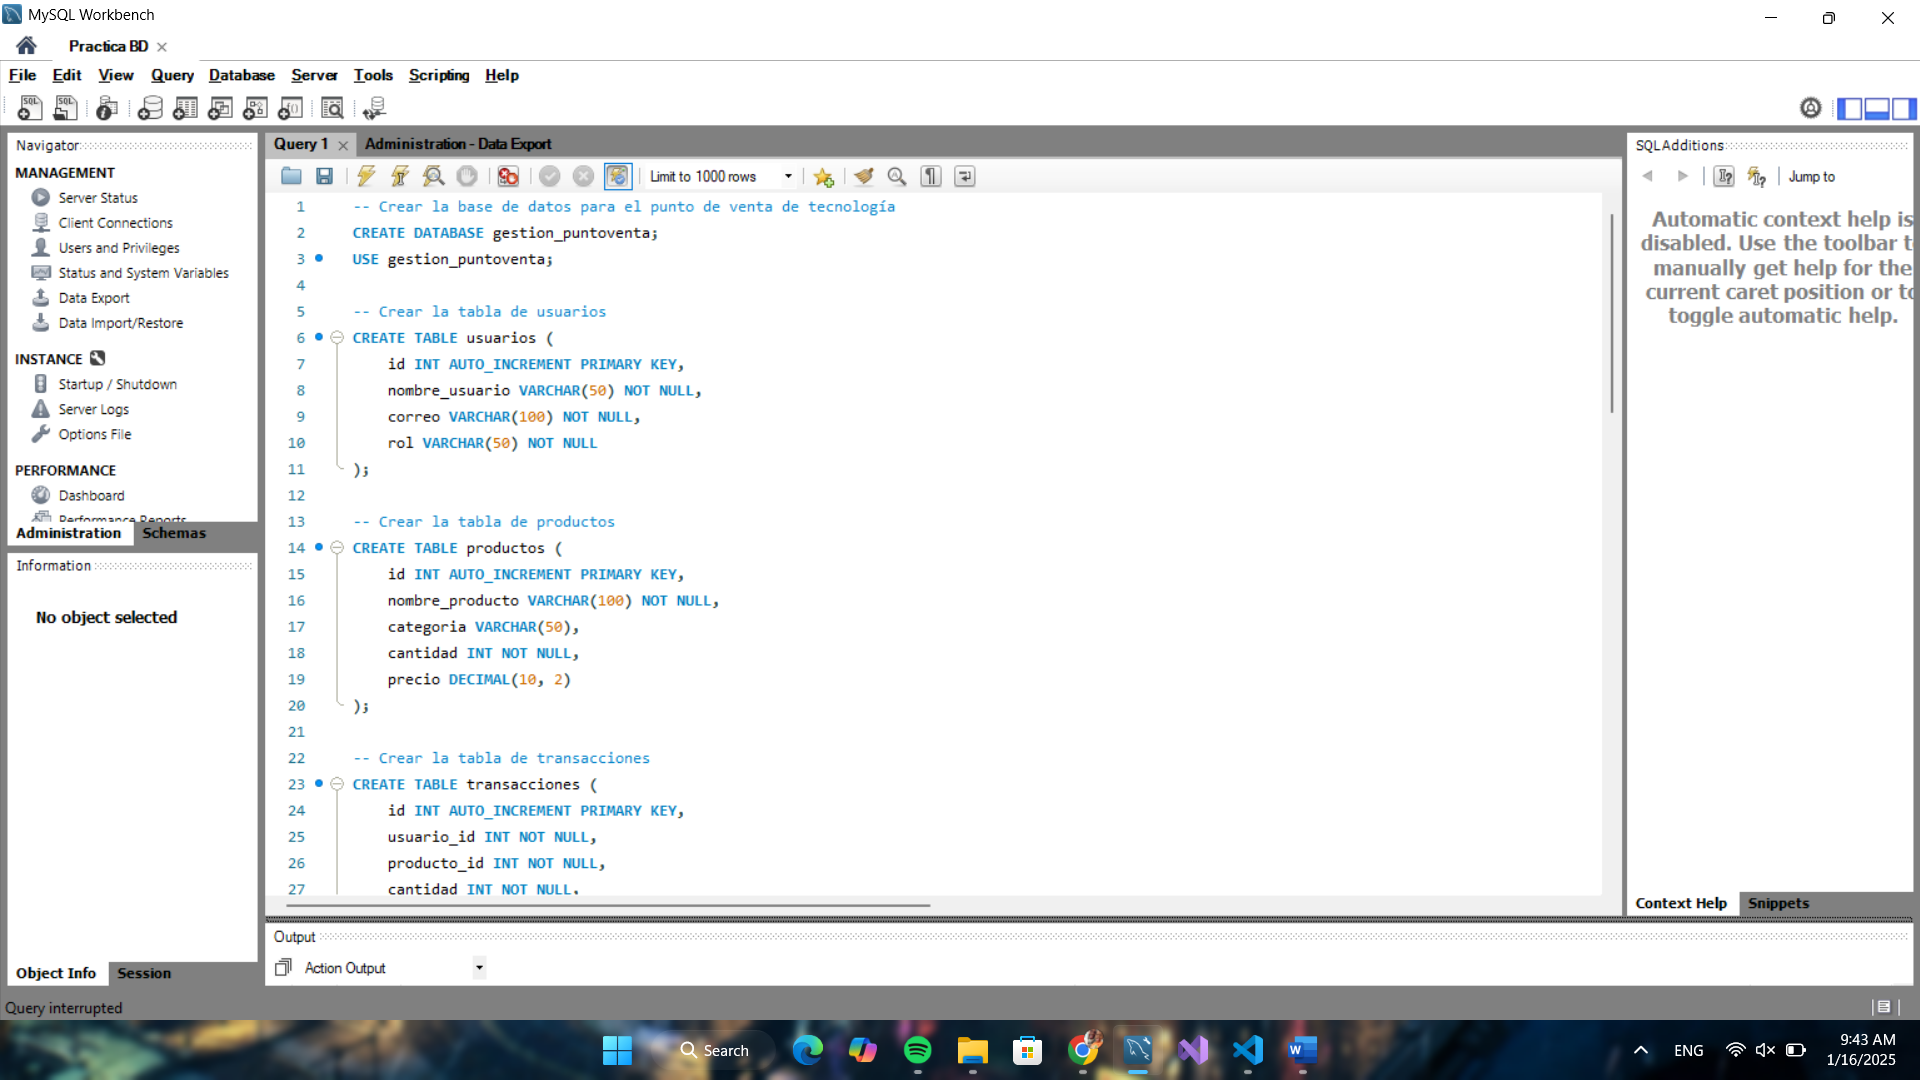 MySQL Workbench
Practica BD
File Edit View Query Database Server Tools Scripting Help
Navigator
MANAGEMENT
Server Status
Client Connections
Users and Privileges
Status and System Variables
Data Export
Data Import/Restore
INSTANCE
Startup / Shutdown
Server Logs
Options File
PERFORMANCE
Dashboard
Performance Reports
Administration Schemas
Information
No object selected
Object Info Session
Query interrupted
Query 1 Administration - Data Export
Limit to 1000 rows
1 -- Crear la base de datos para el punto de venta de tecnología
2 CREATE DATABASE gestion_puntoventa;
3 USE gestion_puntoventa;
4
5 -- Crear la tabla de usuarios
6 CREATE TABLE usuarios (
7 id INT AUTO_INCREMENT PRIMARY KEY,
8 nombre_usuario VARCHAR(50) NOT NULL,
9 correo VARCHAR(100) NOT NULL,
10 rol VARCHAR(50) NOT NULL
11 );
12
13 -- Crear la tabla de productos
14 CREATE TABLE productos (
15 id INT AUTO_INCREMENT PRIMARY KEY,
16 nombre_producto VARCHAR(100) NOT NULL,
17 categoria VARCHAR(50),
18 cantidad INT NOT NULL,
19 precio DECIMAL(10, 2)
20 );
21
22 -- Crear la tabla de transacciones
23 CREATE TABLE transacciones (
24 id INT AUTO_INCREMENT PRIMARY KEY,
25 usuario_id INT NOT NULL,
26 producto_id INT NOT NULL,
27 cantidad INT NOT NULL,
Output
Action Output
SQLAdditions
Jump to
Automatic context help is
disabled. Use the toolbar t
manually get help for the
current caret position or to
toggle automatic help.
Context Help Snippets
Search
ENG
9:43 AM
1/16/2025